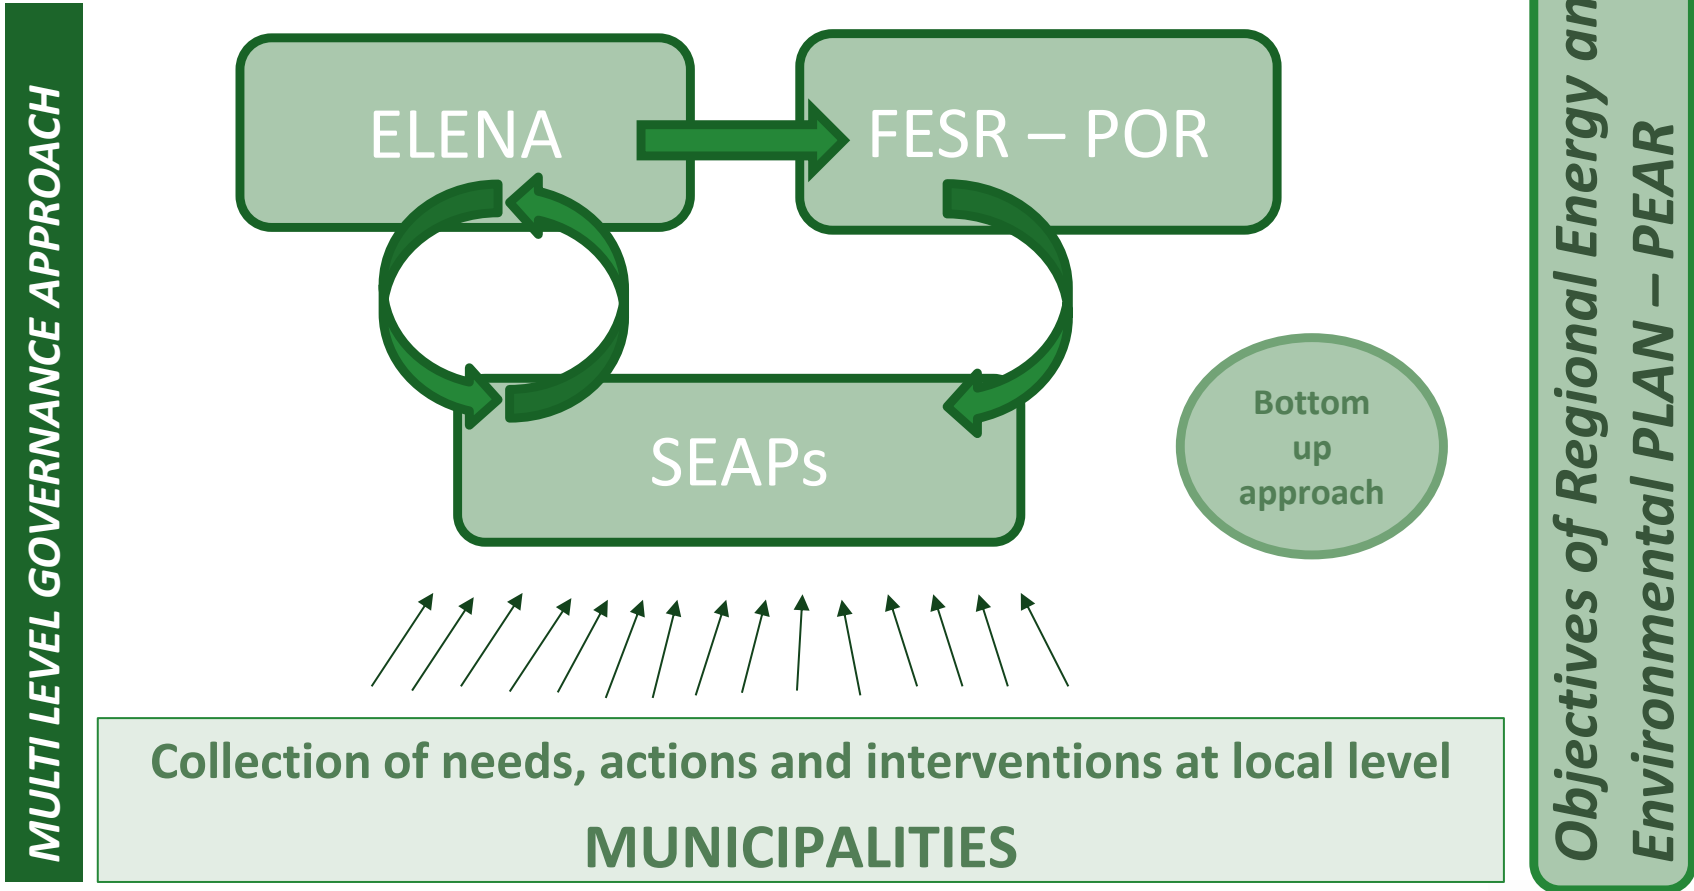 MULTI LEVEL GOVERNANCE APPROACH
ELENA
FESR – POR
SEAPs
Bottom
up
approach
Collection of needs, actions and interventions at local level
MUNICIPALITIES
Objectives of Regional Energy an
Environmental PLAN – PEAR